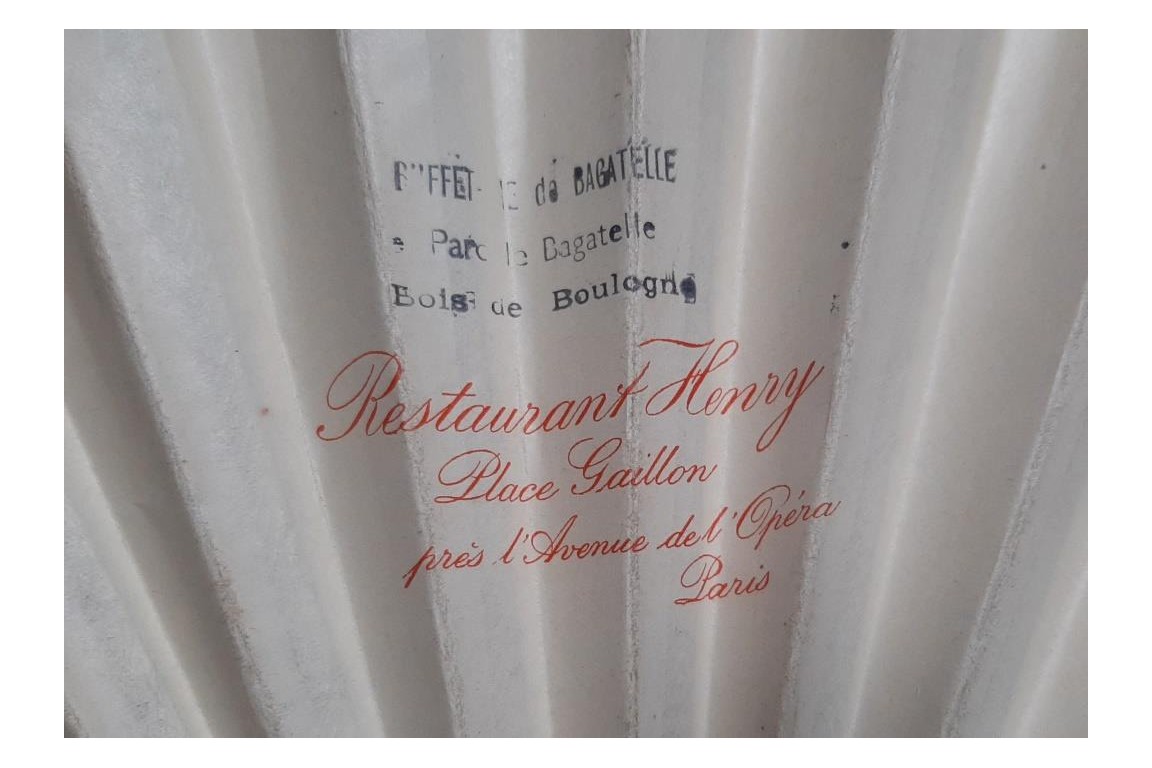 de BAGATELLE
Parc de Bagatelle
Bois de Boulogne
Restaurant Henry
Place Gaillon
près l'Avenue de l'Opéra
Paris